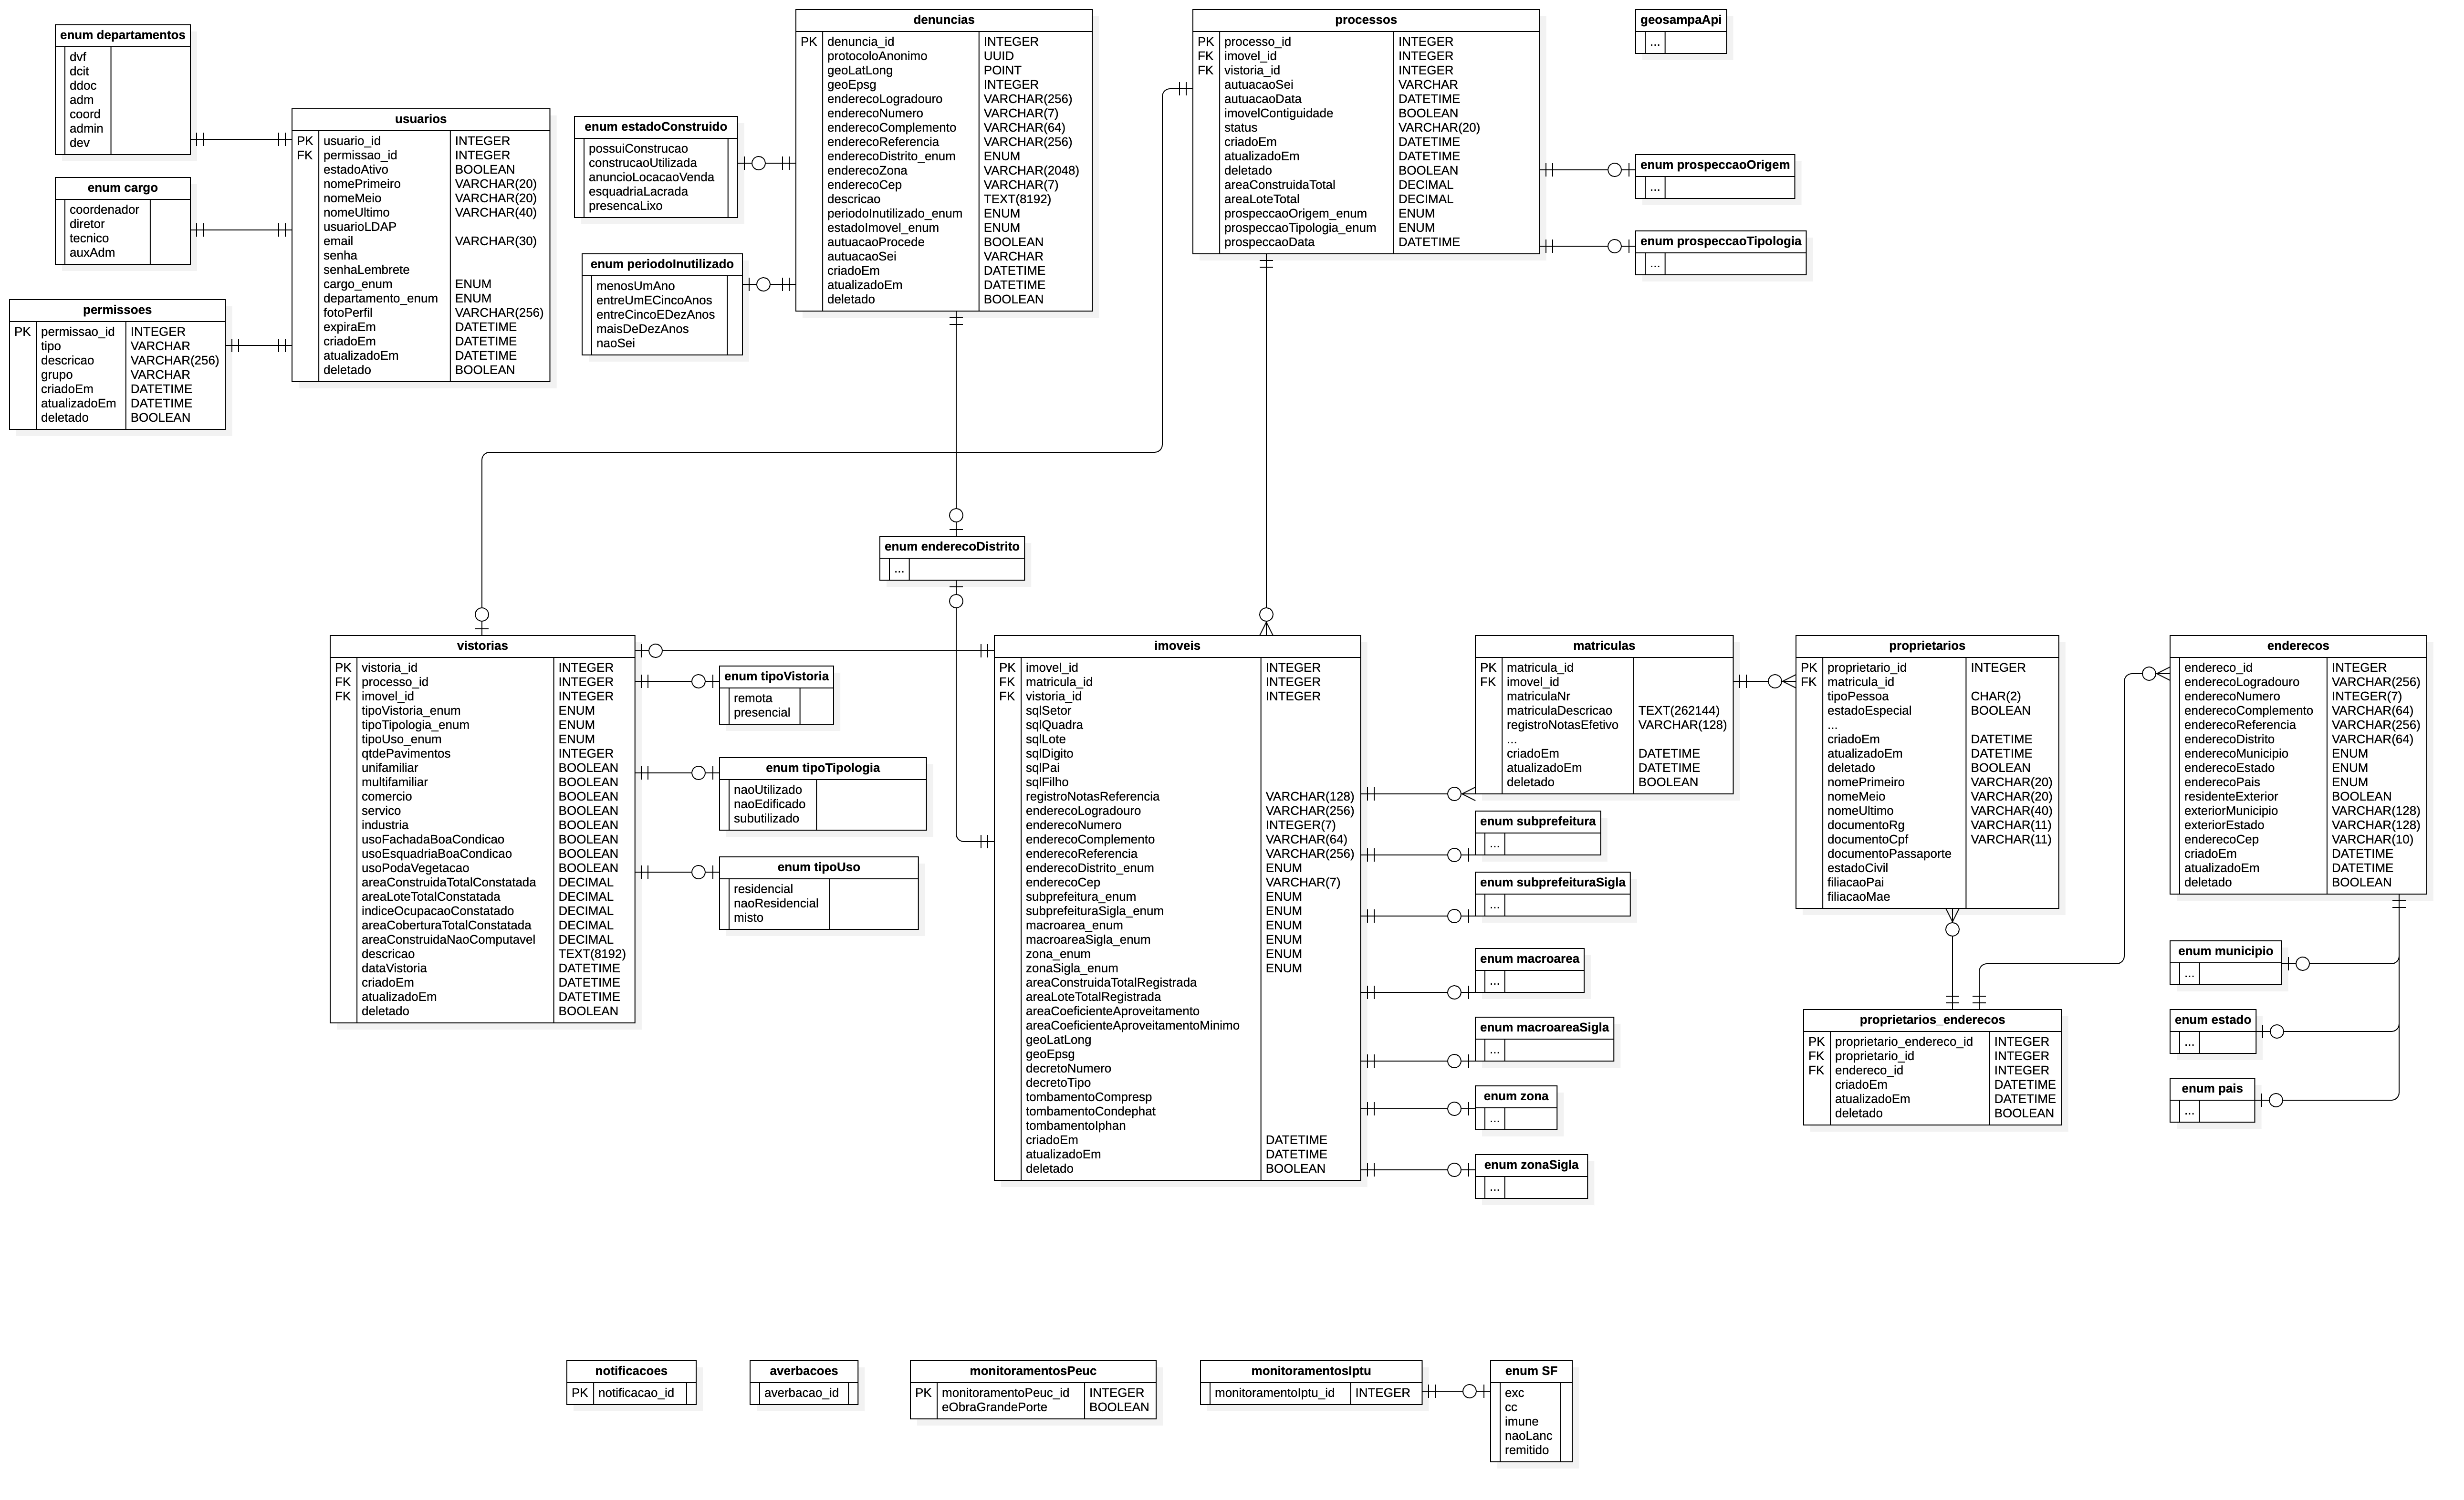 enum departamentos
dvf
dcit
ddoc
adm
coord
admin
dev
enum cargo
coordenador
diretor
tecnico
auxAdm
permissoes
PK permissao_id INTEGER
tipo VARCHAR
descricao VARCHAR(256)
grupo VARCHAR
criadoEm DATETIME
atualizadoEm DATETIME
deletado BOOLEAN
usuarios
PK usuario_id INTEGER
FK permissao_id INTEGER
estadoAtivo BOOLEAN
nomePrimeiro VARCHAR(20)
nomeMeio VARCHAR(20)
nomeUltimo VARCHAR(40)
usuarioLDAP
email VARCHAR(30)
senha
senhaLembrete
cargo_enum ENUM
departamento_enum ENUM
fotoPerfil VARCHAR(256)
expiraEm DATETIME
criadoEm DATETIME
atualizadoEm DATETIME
deletado BOOLEAN
enum estadoConstruido
possuiConstrucao
construcaoUtilizada
anuncioLocacaoVenda
esquadriaLacrada
presencaLixo
enum periodoInutilizado
menosUmAno
entreUmECincoAnos
entreCincoEDezAnos
maisDeDezAnos
naoSei
denuncias
PK denuncia_id INTEGER
protocoloAnonimo UUID
geoLatLong POINT
geoEpsg INTEGER
enderecoLogradouro VARCHAR(256)
enderecoNumero VARCHAR(7)
enderecoComplemento VARCHAR(64)
enderecoReferencia VARCHAR(256)
enderecoDistrito_enum ENUM
enderecoZona VARCHAR(2048)
enderecoCep VARCHAR(7)
descricao TEXT(8192)
periodoInutilizado_enum ENUM
estadoImovel_enum ENUM
autuacaoProcede BOOLEAN
autuacaoSei VARCHAR
criadoEm DATETIME
atualizadoEm DATETIME
deletado BOOLEAN
processos
PK processo_id INTEGER
FK imovel_id INTEGER
FK vistoria_id INTEGER
autuacaoSei VARCHAR
autuacaoData DATETIME
imovelContiguidade BOOLEAN
status VARCHAR(20)
criadoEm DATETIME
atualizadoEm DATETIME
deletado BOOLEAN
areaConstruidaTotal DECIMAL
areaLoteTotal DECIMAL
prospeccaoOrigem_enum ENUM
prospeccaoTipologia_enum ENUM
prospeccaoData DATETIME
geosampaApi
...
enum prospeccaoOrigem
...
enum prospeccaoTipologia
...
enum enderecoDistrito
...
vistorias
PK vistoria_id INTEGER
FK processo_id INTEGER
FK imovel_id INTEGER
tipoVistoria_enum ENUM
tipoTipologia_enum ENUM
tipoUso_enum ENUM
qtdePavimentos INTEGER
unifamiliar BOOLEAN
multifamiliar BOOLEAN
comercio BOOLEAN
servico BOOLEAN
industria BOOLEAN
usoFachadaBoaCondicao BOOLEAN
usoEsquadriaBoaCondicao BOOLEAN
usoPodaVegetacao BOOLEAN
areaConstruidaTotalConstatada DECIMAL
areaLoteTotalConstatada DECIMAL
indiceOcupacaoConstatado DECIMAL
areaCoberturaTotalConstatada DECIMAL
areaConstruidaNaoComputavel DECIMAL
descricao TEXT(8192)
dataVistoria DATETIME
criadoEm DATETIME
atualizadoEm DATETIME
deletado BOOLEAN
enum tipoVistoria
remota
presencial
enum tipoTipologia
naoUtilizado
naoEdificado
subutilizado
enum tipoUso
residencial
naoResidencial
misto
imoveis
PK imovel_id INTEGER
FK matricula_id INTEGER
FK vistoria_id INTEGER
sqlSetor
sqlQuadra
sqlLote
sqlDigito
sqlPai
sqlFilho
registroNotasReferencia VARCHAR(128)
enderecoLogradouro VARCHAR(256)
enderecoNumero INTEGER(7)
enderecoComplemento VARCHAR(64)
enderecoReferencia VARCHAR(256)
enderecoDistrito_enum ENUM
enderecoCep VARCHAR(7)
subprefeitura_enum ENUM
subprefeituraSigla_enum ENUM
macroarea_enum ENUM
macroareaSigla_enum ENUM
zona_enum ENUM
zonaSigla_enum ENUM
areaConstruidaTotalRegistrada
areaLoteTotalRegistrada
areaCoeficienteAproveitamento
areaCoeficienteAproveitamentoMinimo
geoLatLong
geoEpsg
decretoNumero
decretoTipo
tombamentoCompresp
tombamentoCondephat
tombamentoIphan
criadoEm DATETIME
atualizadoEm DATETIME
deletado BOOLEAN
matriculas
PK matricula_id
FK imovel_id
matriculaNr
matriculaDescricao TEXT(262144)
registroNotasEfetivo VARCHAR(128)
...
criadoEm DATETIME
atualizadoEm DATETIME
deletado BOOLEAN
enum subprefeitura
...
enum subprefeituraSigla
...
enum macroarea
...
enum macroareaSigla
...
enum zona
...
enum zonaSigla
...
proprietarios
PK proprietario_id INTEGER
FK matricula_id
tipoPessoa CHAR(2)
estadoEspecial BOOLEAN
...
criadoEm DATETIME
atualizadoEm DATETIME
deletado BOOLEAN
nomePrimeiro VARCHAR(20)
nomeMeio VARCHAR(20)
nomeUltimo VARCHAR(40)
documentoRg VARCHAR(11)
documentoCpf VARCHAR(11)
documentoPassaporte
estadoCivil
filiacaoPai
filiacaoMae
proprietarios_enderecos
PK proprietario_endereco_id INTEGER
FK proprietario_id INTEGER
FK endereco_id INTEGER
criadoEm DATETIME
atualizadoEm DATETIME
deletado BOOLEAN
enderecos
endereco_id INTEGER
enderecoLogradouro VARCHAR(256)
enderecoNumero INTEGER(7)
enderecoComplemento VARCHAR(64)
enderecoReferencia VARCHAR(256)
enderecoDistrito VARCHAR(64)
enderecoMunicipio ENUM
enderecoEstado ENUM
enderecoPais ENUM
residenteExterior BOOLEAN
exteriorMunicipio VARCHAR(128)
exteriorEstado VARCHAR(128)
enderecoCep VARCHAR(10)
criadoEm DATETIME
atualizadoEm DATETIME
deletado BOOLEAN
enum municipio
...
enum estado
...
enum pais
...
notificacoes
PK notificacao_id
averbacoes
averbacao_id
monitoramentosPeuc
PK monitoramentoPeuc_id INTEGER
eObraGrandePorte BOOLEAN
monitoramentosIptu
monitoramentoIptu_id INTEGER
enum SF
exc
cc
imune
naoLanc
remitido